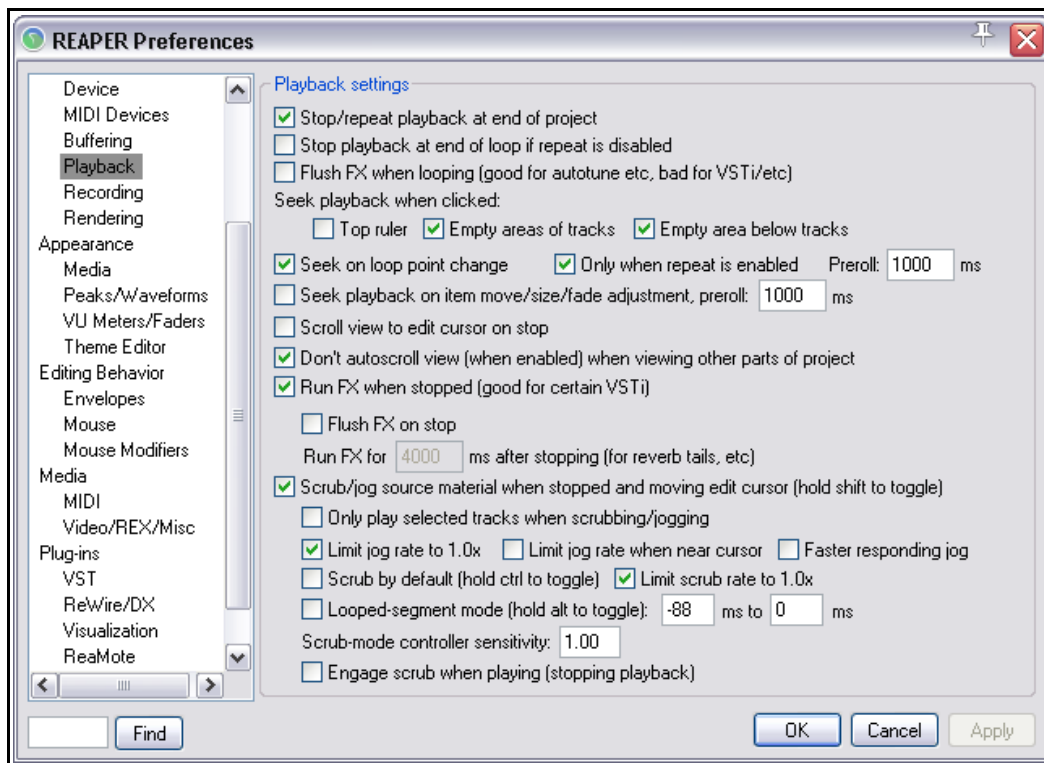 REAPER Preferences
Device
MIDI Devices
Buffering
Playback
Recording
Rendering
Appearance
Media
Peaks/Waveforms
VU Meters/Faders
Theme Editor
Editing Behavior
Envelopes
Mouse
Mouse Modifiers
Media
MIDI
Video/REX/Misc
Plug-ins
VST
ReWire/DX
Visualization
ReaMote
Find
Playback settings
Stop/repeat playback at end of project
Stop playback at end of loop if repeat is disabled
Flush FX when looping (good for autotune etc, bad for VSTi/etc)
Seek playback when clicked:
Top ruler Empty areas of tracks Empty area below tracks
Seek on loop point change Only when repeat is enabled Preroll: 1000 ms
Seek playback on item move/size/fade adjustment, preroll: 1000 ms
Scroll view to edit cursor on stop
Don't autoscroll view (when enabled) when viewing other parts of project
Run FX when stopped (good for certain VSTi)
Flush FX on stop
Run FX for 4000 ms after stopping (for reverb tails, etc)
Scrub/jog source material when stopped and moving edit cursor (hold shift to toggle)
Only play selected tracks when scrubbing/jogging
Limit jog rate to 1.0x Limit jog rate when near cursor Faster responding jog
Scrub by default (hold ctrl to toggle) Limit scrub rate to 1.0x
Looped-segment mode (hold alt to toggle): -88 ms to 0 ms
Scrub-mode controller sensitivity: 1.00
Engage scrub when playing (stopping playback)
OK Cancel Apply